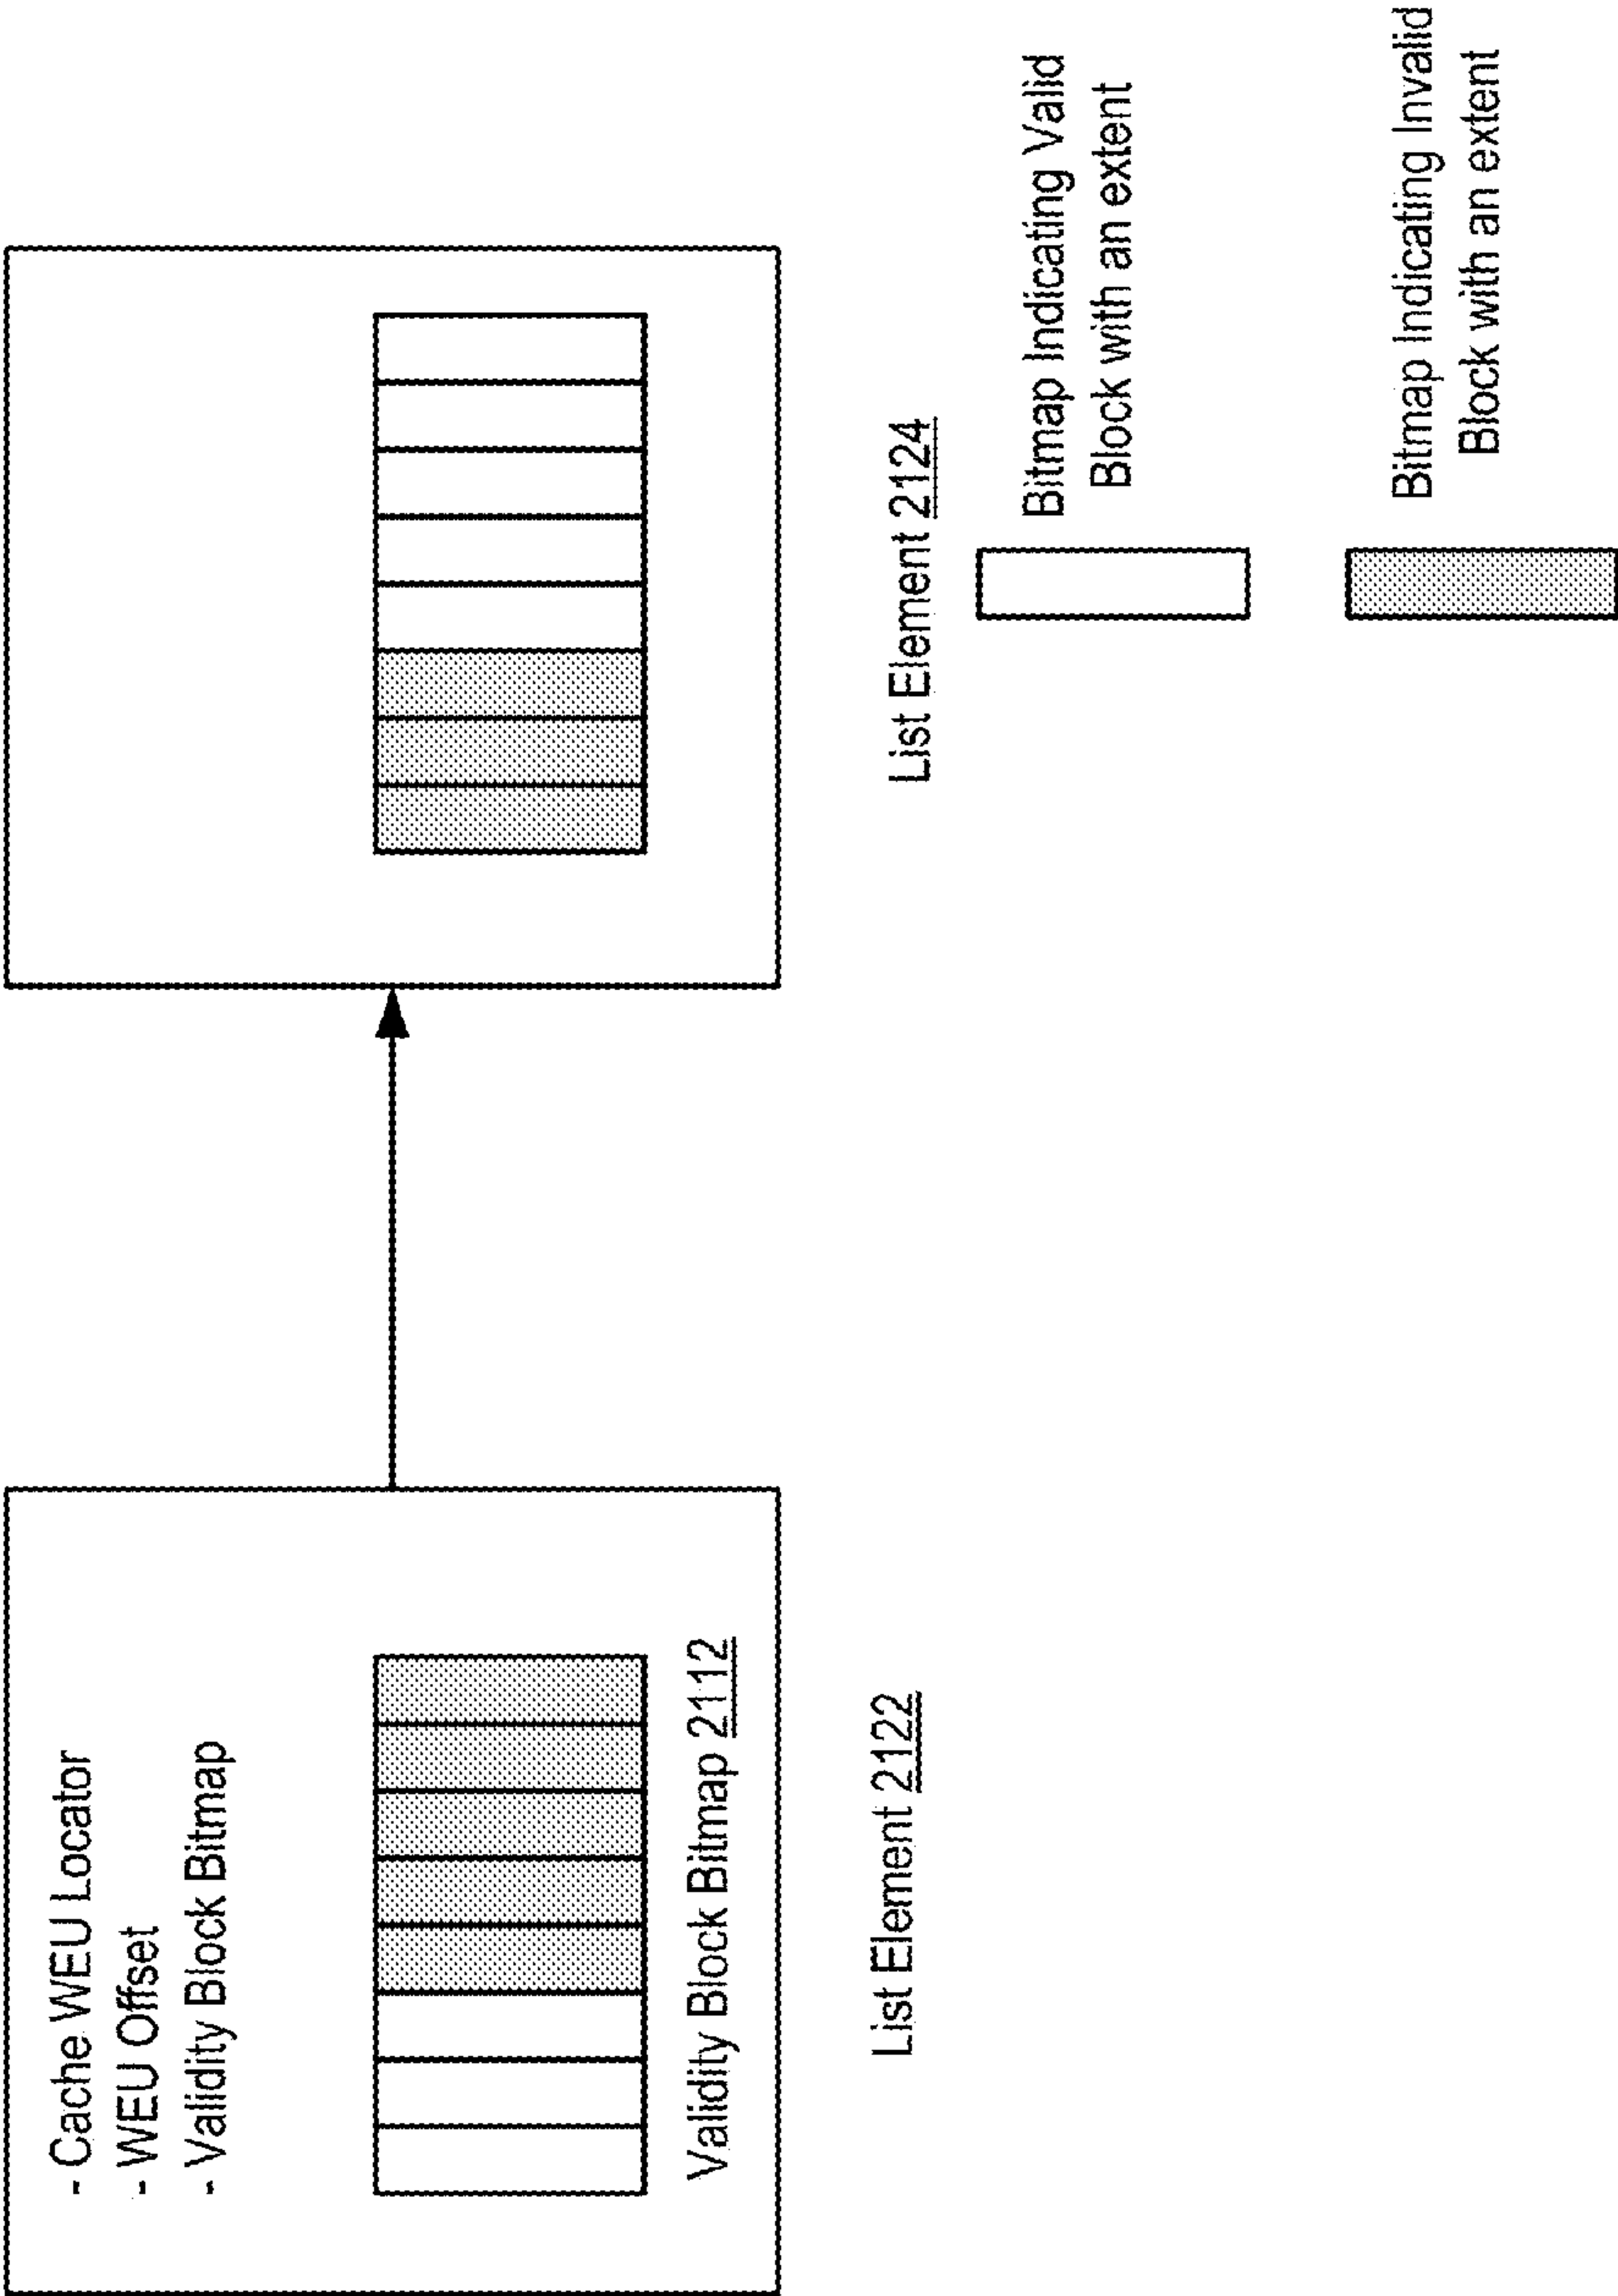 - Cache WEU Locator
- WEU Offset
- Validity Block Bitmap
Validity Block Bitmap 2112
List Element 2122
List Element 2124
Bitmap Indicating Valid
Block with an extent
Bitmap Indicating Invalid
Block with an extent